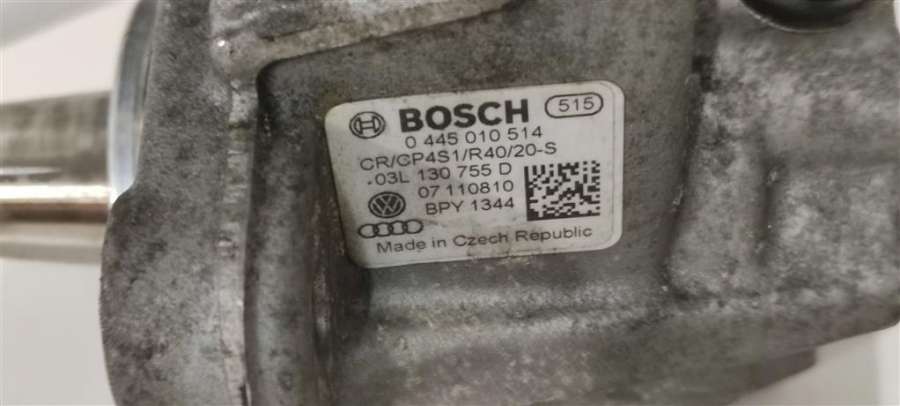 BOSCH 515
0 445 010 514
CR/CP4S1/R40/20-S
.03L 130 755 D
07 110810
BPY 1344
Made in Czech Republic